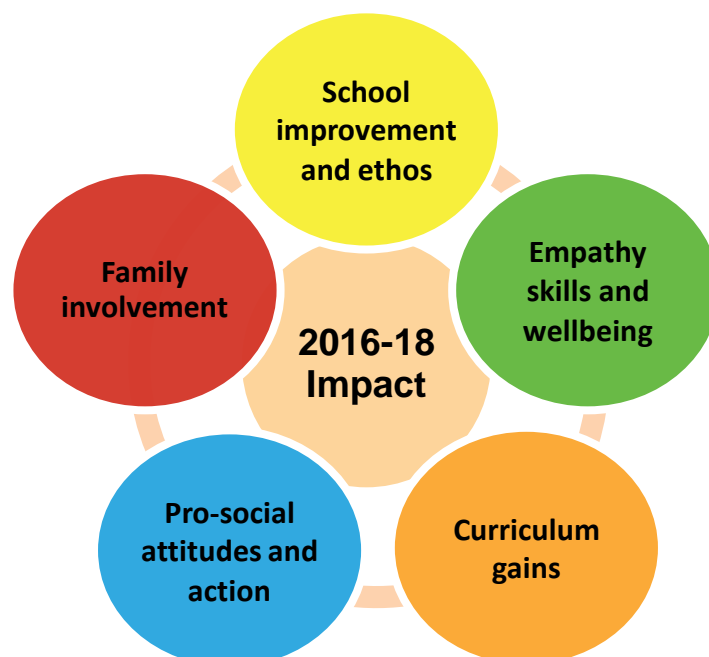 School
improvement
and ethos
Empathy
skills and
wellbeing
Family
involvement
2016-18
Impact
Pro-social
attitudes and
action
Curriculum
gains